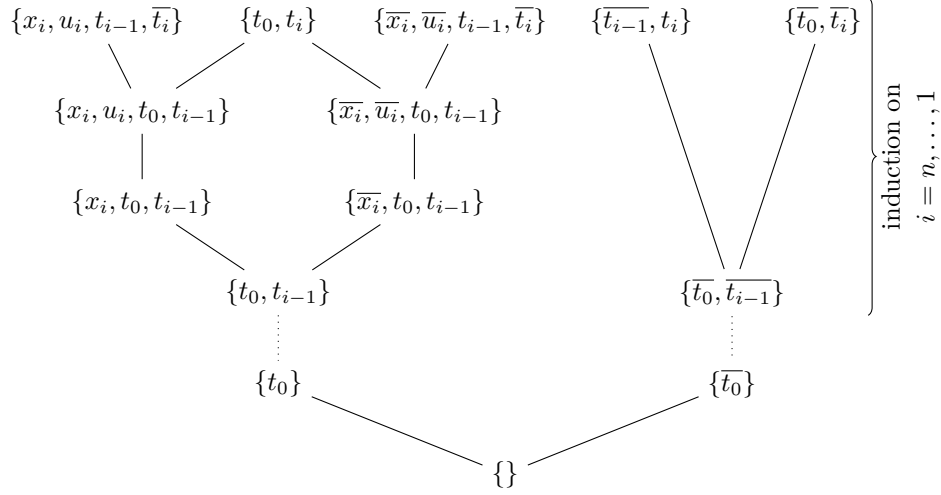 {x_i, u_i, t_{i−1}, \overline{t_i}} {t_0, t_i} {\overline{x_i}, \overline{u_i}, t_{i−1}, \overline{t_i}} {\overline{t_{i−1}}, t_i} {\overline{t_0}, \overline{t_i}}
{x_i, u_i, t_0, t_{i−1}} {\overline{x_i}, \overline{u_i}, t_0, t_{i−1}}
{x_i, t_0, t_{i−1}} {\overline{x_i}, t_0, t_{i−1}}
{t_0, t_{i−1}} {\overline{t_0}, \overline{t_{i−1}}}
{t_0} {\overline{t_0}}
{}
induction on
i = n, . . . , 1